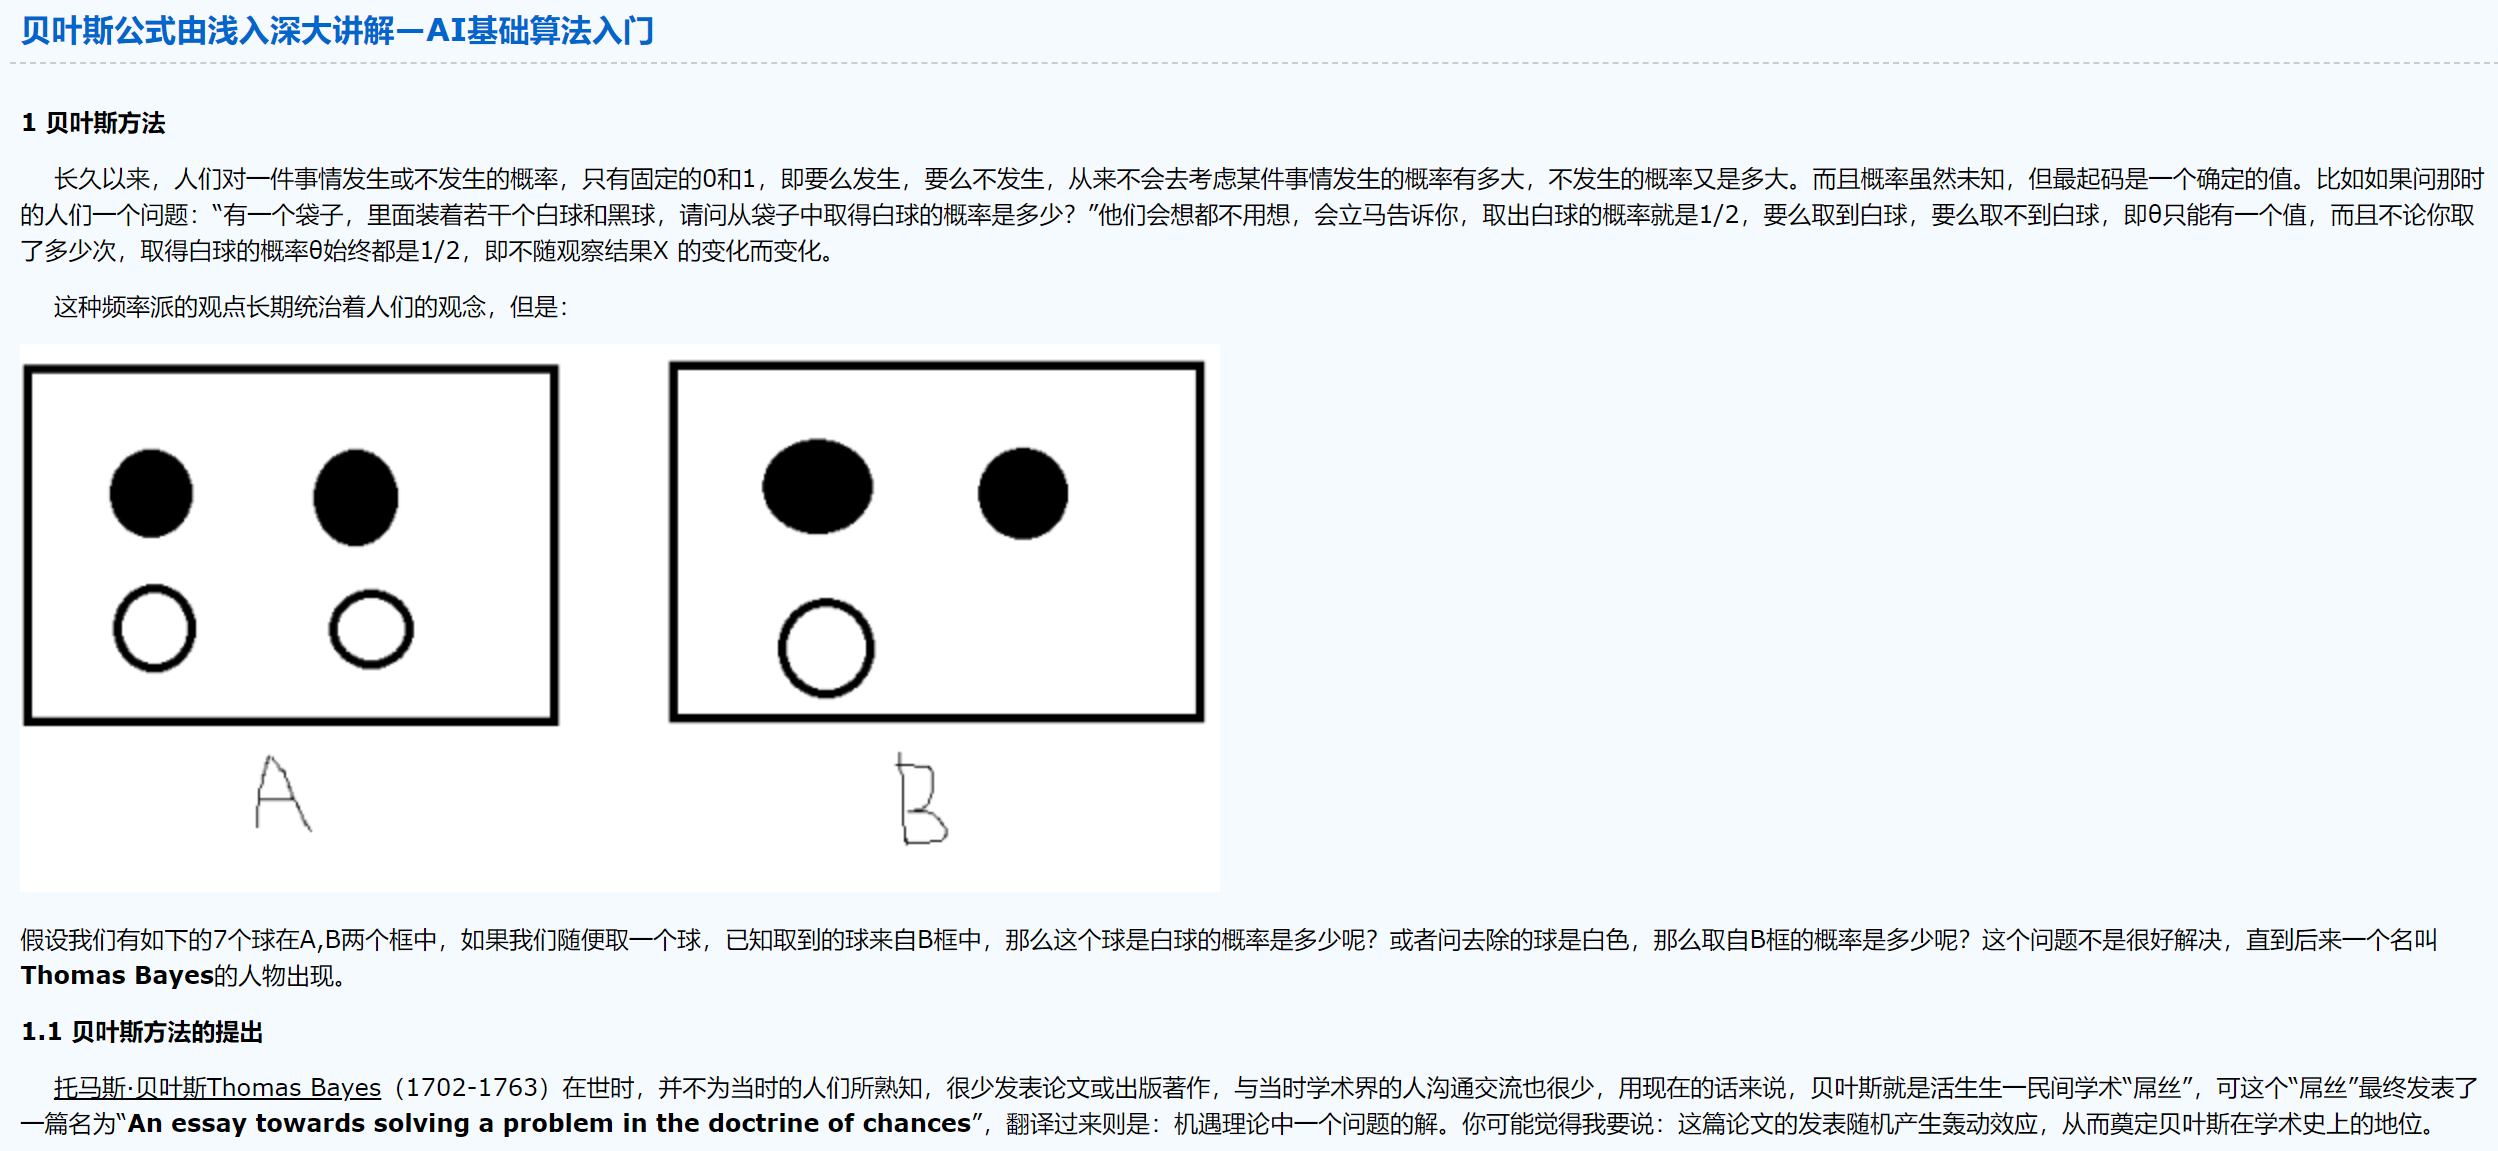 贝叶斯公式由浅入深大讲解—AI基础算法入门
1 贝叶斯方法
长久以来，人们对一件事情发生或不发生的概率，只有固定的0和1，即要么发生，要么不发生，从来不会去考虑某件事情发生的概率有多大，不发生的概率又是多大。而且概率虽然未知，但最起码是一个确定的值。比如如果问那时
的人们一个问题：“有一个袋子，里面装着若干个白球和黑球，请问从袋子中取得白球的概率是多少？”他们会想都不用想，会立马告诉你，取出白球的概率就是1/2，要么取到白球，要么取不到白球，即θ只能有一个值，而且不论你取
了多少次，取得白球的概率θ始终都是1/2，即不随观察结果X 的变化而变化。
这种频率派的观点长期统治着人们的观念，但是：
A
B
假设我们有如下的7个球在A,B两个框中，如果我们随便取一个球，已知取到的球来自B框中，那么这个球是白球的概率是多少呢？或者问去除的球是白色，那么取自B框的概率是多少呢？这个问题不是很好解决，直到后来一个名叫
Thomas Bayes的人物出现。
1.1 贝叶斯方法的提出
托马斯·贝叶斯Thomas Bayes（1702-1763）在世时，并不为当时的人们所熟知，很少发表论文或出版著作，与当时学术界的人沟通交流也很少，用现在的话来说，贝叶斯就是活生生一民间学术“屌丝”，可这个“屌丝”最终发表了
一篇名为“An essay towards solving a problem in the doctrine of chances”，翻译过来则是：机遇理论中一个问题的解。你可能觉得我要说：这篇论文的发表随机产生轰动效应，从而奠定贝叶斯在学术史上的地位。